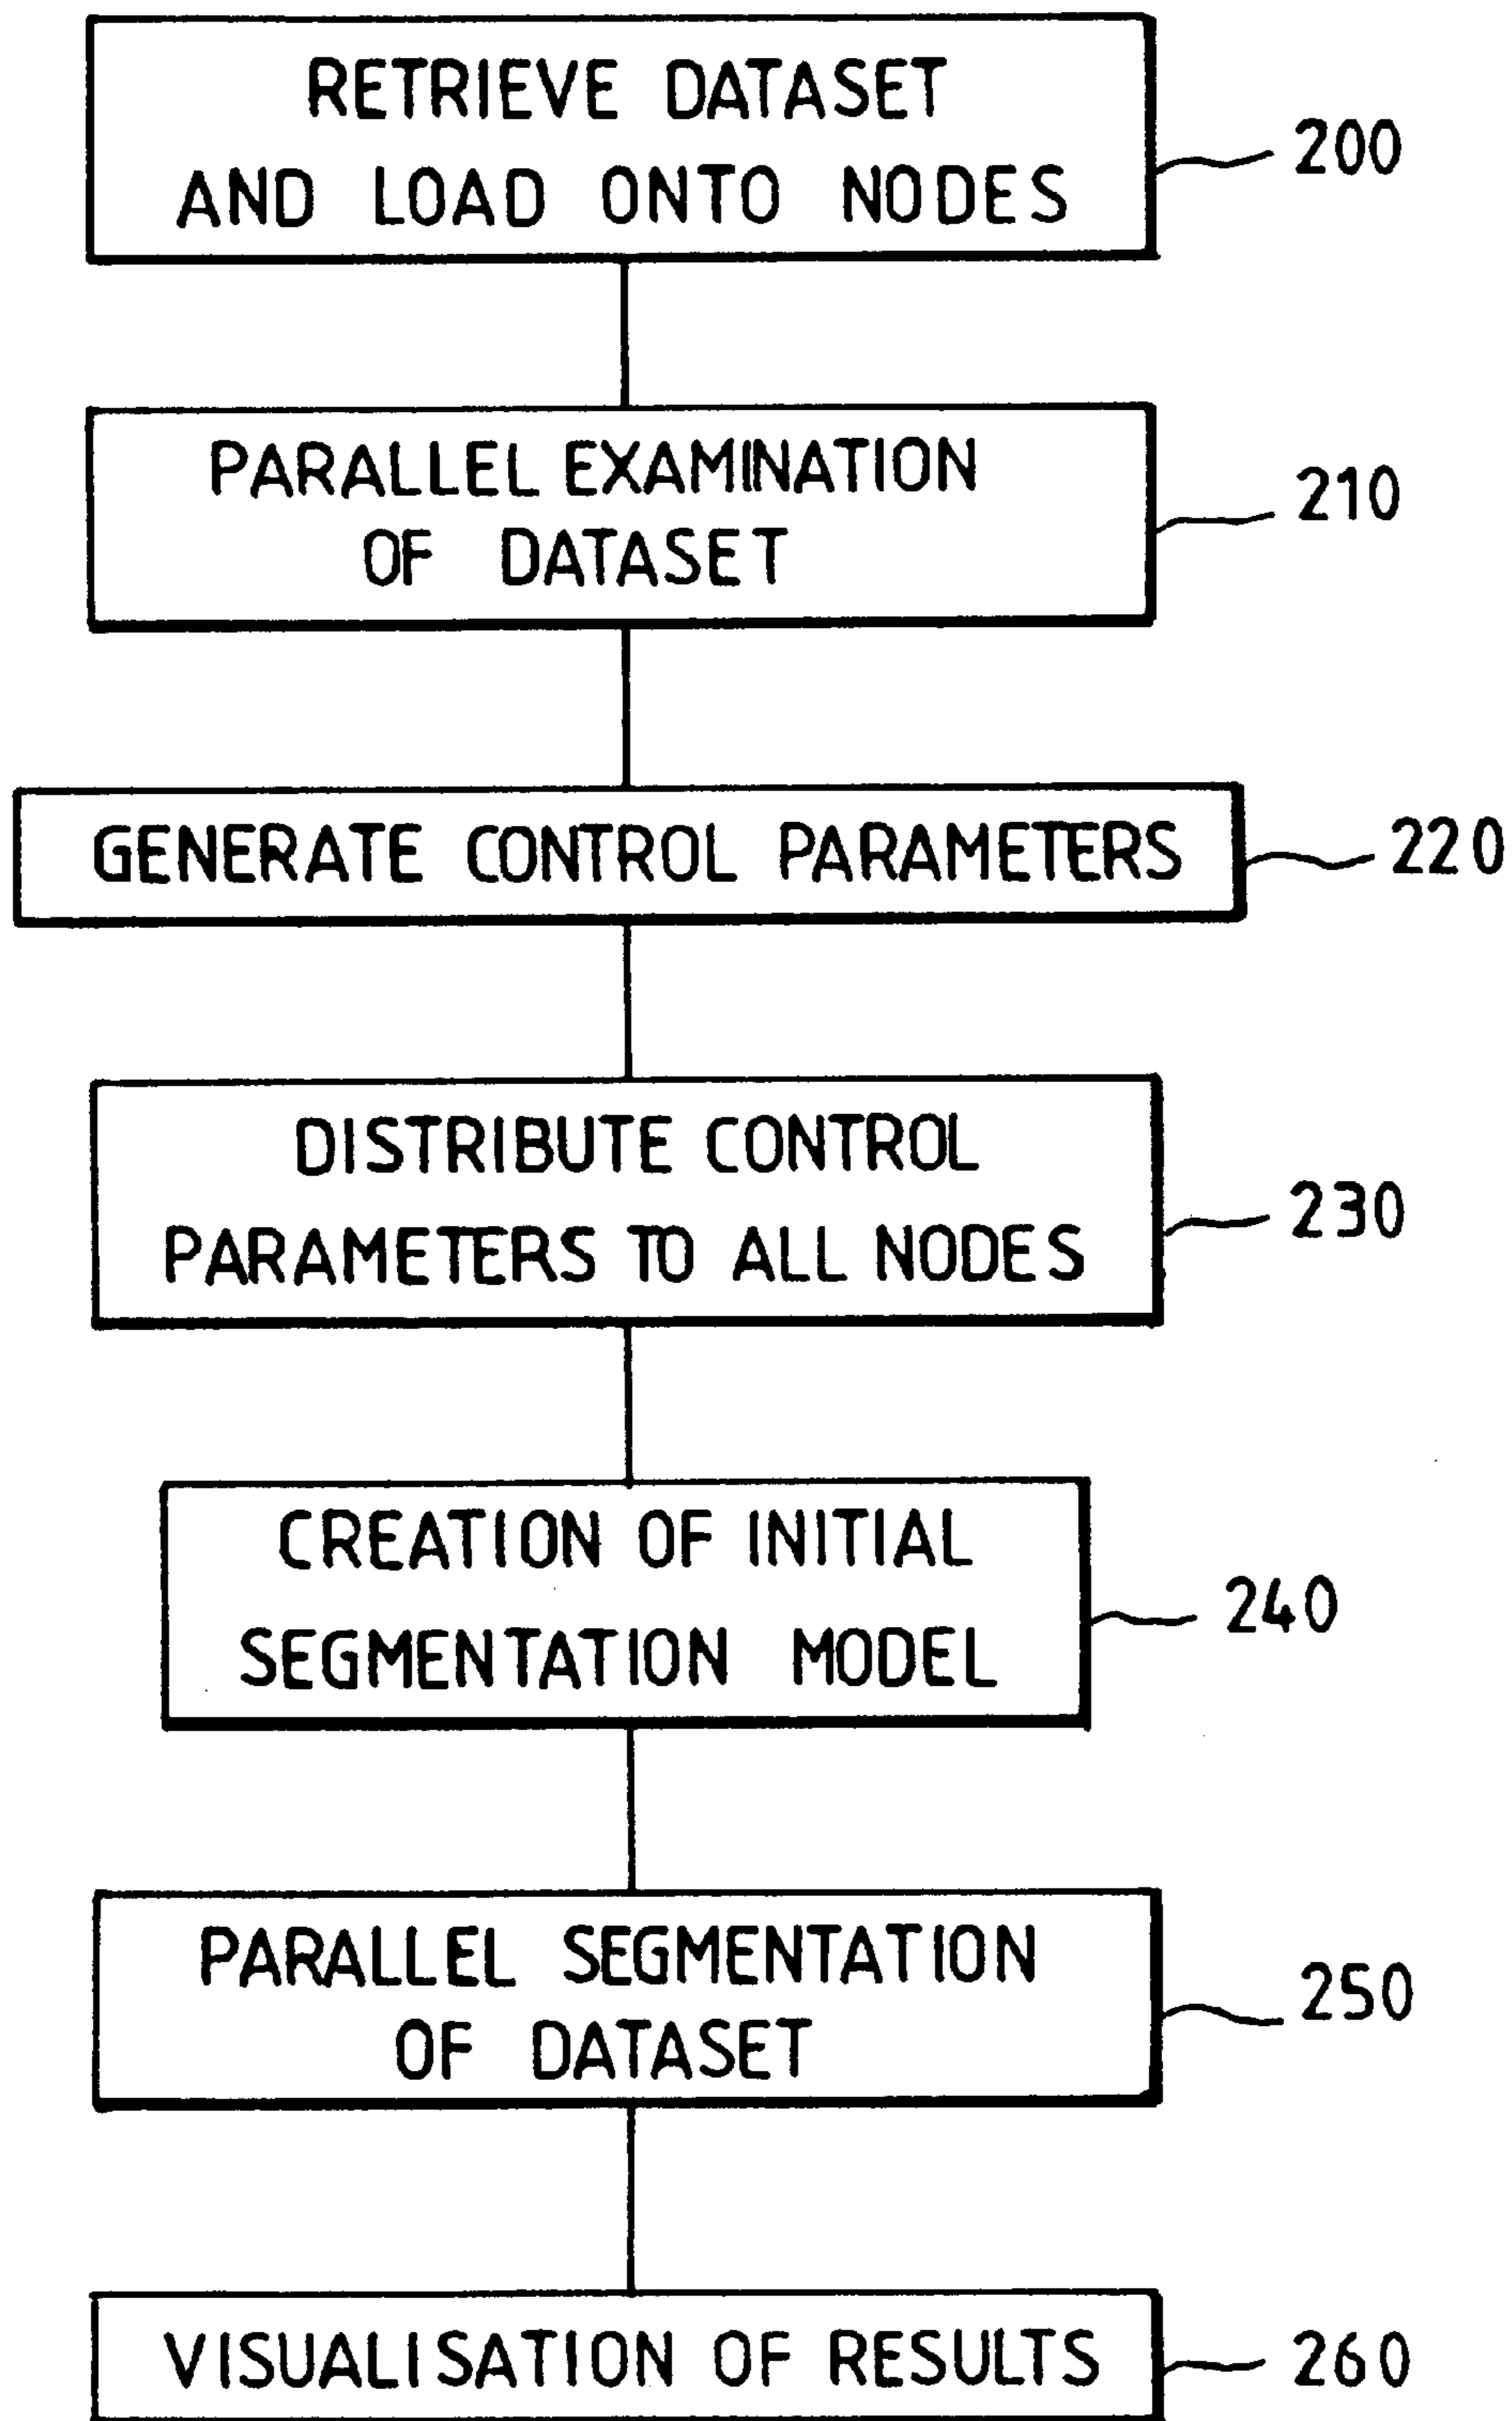 RETRIEVE DATASET
AND LOAD ONTO NODES
200
PARALLEL EXAMINATION
OF DATASET
210
GENERATE CONTROL PARAMETERS
220
DISTRIBUTE CONTROL
PARAMETERS TO ALL NODES
230
CREATION OF INITIAL
SEGMENTATION MODEL
240
PARALLEL SEGMENTATION
OF DATASET
250
VISUALISATION OF RESULTS
260